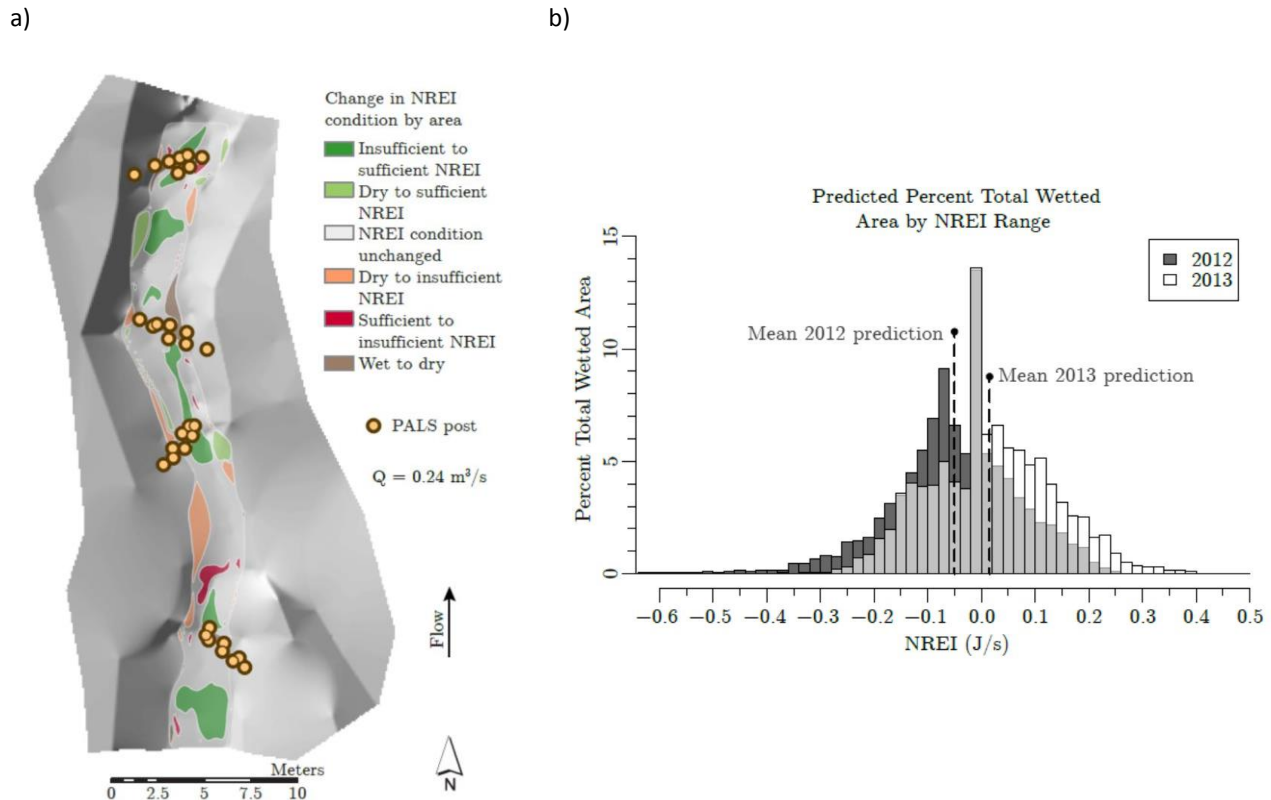 a)
b)
Change in NREI
condition by area
Insufficient to
sufficient NREI
Dry to sufficient
NREI
NREI condition
unchanged
Dry to insufficient
NREI
Sufficient to
insufficient NREI
Wet to dry
PALS post
Q = 0.24 m³/s
Flow
N
Meters
0 2.5 5 7.5 10
Predicted Percent Total Wetted
Area by NREI Range
2012
2013
Mean 2012 prediction
Mean 2013 prediction
Percent Total Wetted Area
15
10
5
0
−0.6 −0.5 −0.4 −0.3 −0.2 −0.1 0.0 0.1 0.2 0.3 0.4 0.5
NREI (J/s)